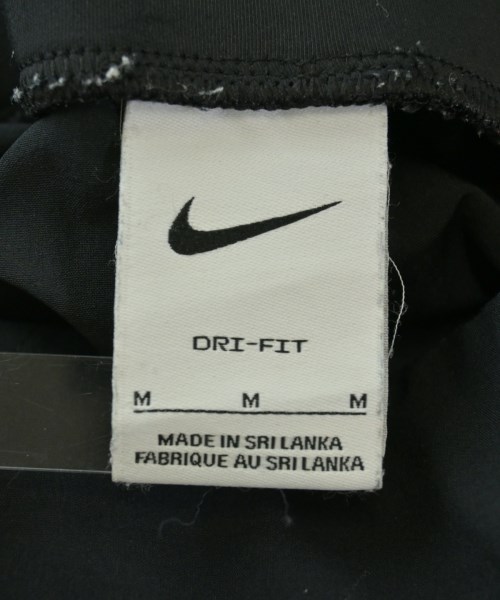 DRI-FIT
M M M
MADE IN SRI LANKA
FABRIQUE AU SRI LANKA